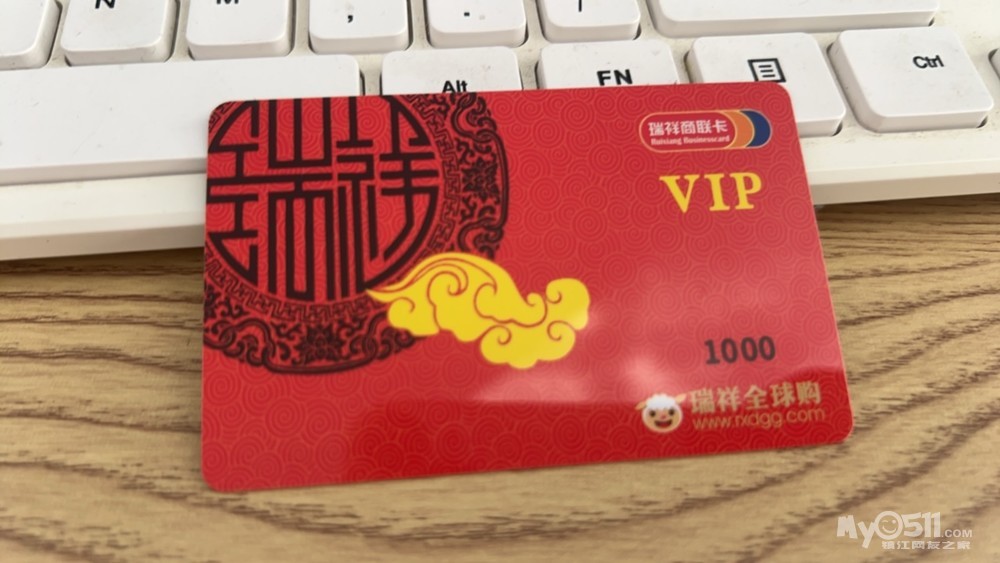 N
M
,
.
/
Alt
FN
Ctrl
瑞祥
瑞祥商联卡
Ruixiang Businesscard
VIP
1000
瑞祥全球购
www.rxdgg.com
My0511.COM
镇江网友之家